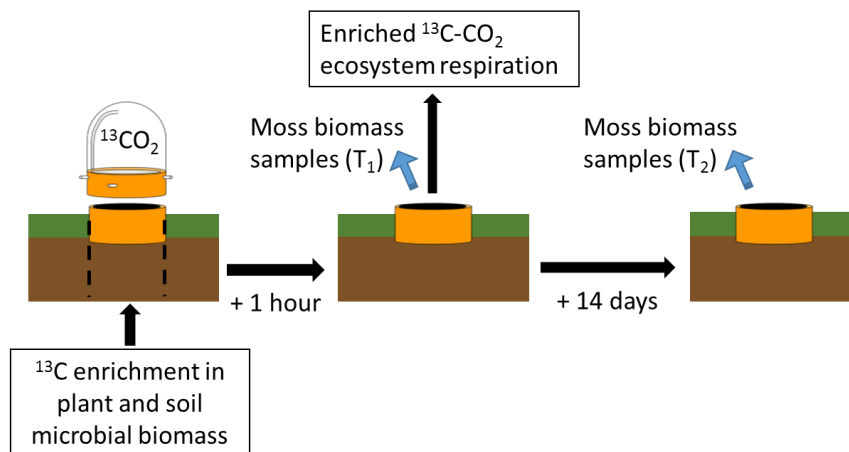 Enriched ¹³C-CO₂
ecosystem respiration
¹³CO₂
Moss biomass
samples (T₁)
Moss biomass
samples (T₂)
+ 1 hour
+ 14 days
¹³C enrichment in
plant and soil
microbial biomass